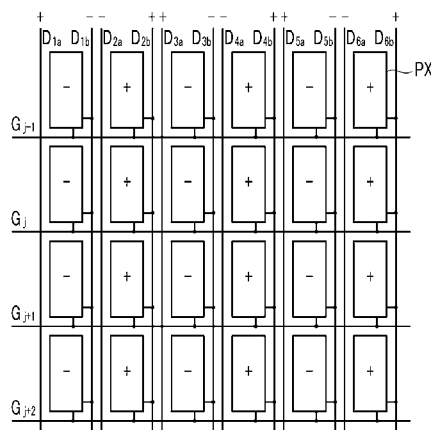 + - - + + - - + + - - +
D1a D1b D2a D2b D3a D3b D4a D4b D5a D5b D6a D6b
- + - + - + PX
Gj-1
- + - + - +
Gj
- + - + - +
Gj+1
- + - + - +
Gj+2